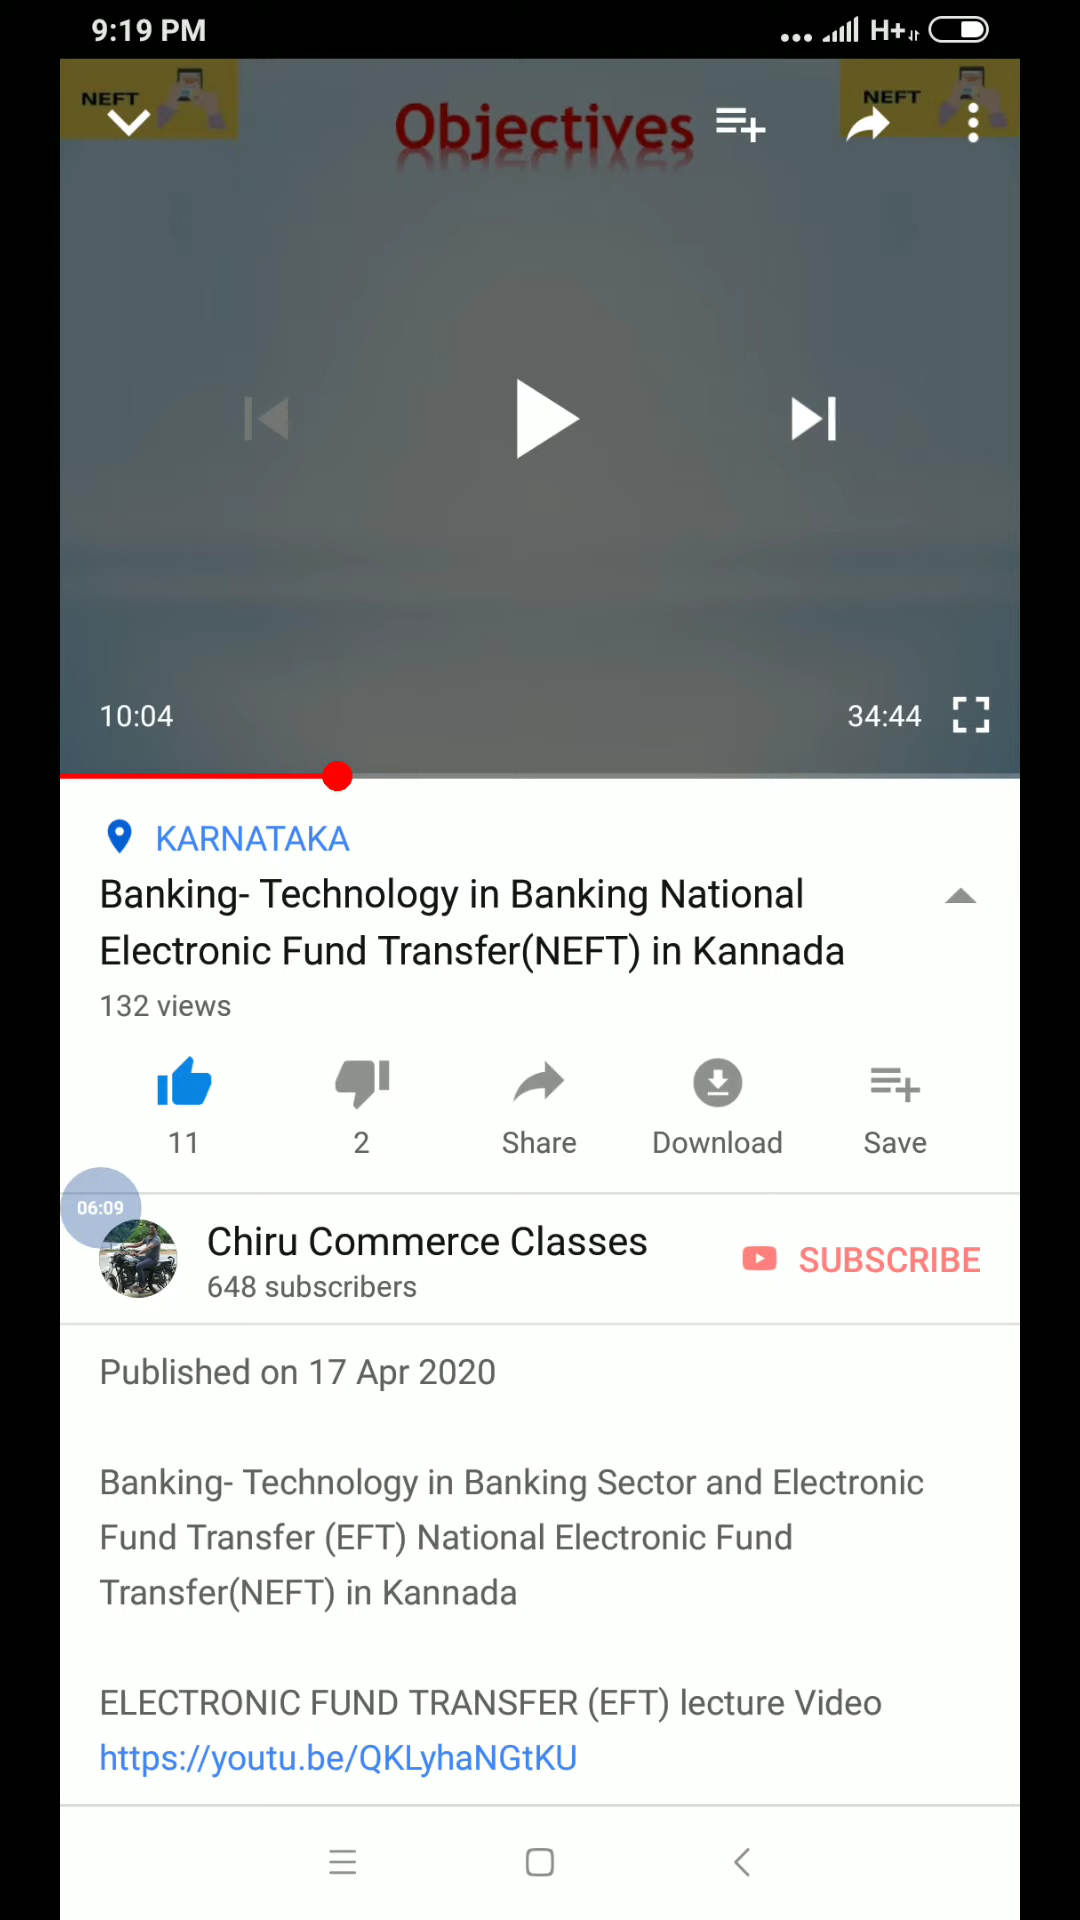 9:19 PM
H+
NEFT
Objectives
NEFT
10:04
34:44
KARNATAKA
Banking- Technology in Banking National
Electronic Fund Transfer(NEFT) in Kannada
132 views
11
2
Share
Download
Save
06:09
Chiru Commerce Classes
648 subscribers
SUBSCRIBE
Published on 17 Apr 2020
Banking- Technology in Banking Sector and Electronic
Fund Transfer (EFT) National Electronic Fund
Transfer(NEFT) in Kannada
ELECTRONIC FUND TRANSFER (EFT) lecture Video
https://youtu.be/QKLyhaNGtKU